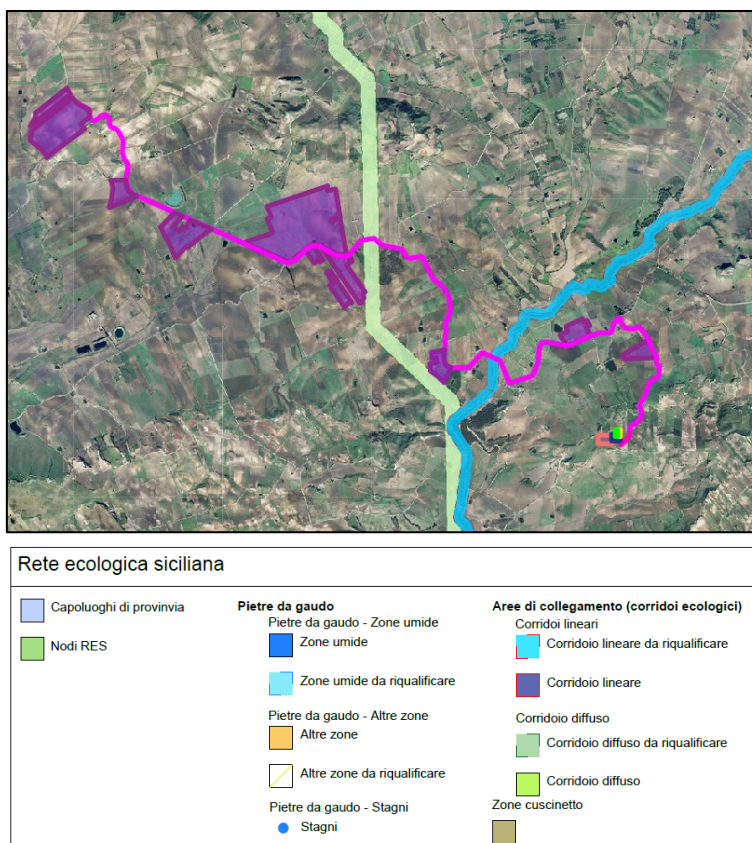 Rete ecologica siciliana
Capoluoghi di provinvia
Nodi RES
Pietre da gaudo
Pietre da gaudo - Zone umide
Zone umide
Zone umide da riqualificare
Pietre da gaudo - Altre zone
Altre zone
Altre zone da riqualificare
Pietre da gaudo - Stagni
Stagni
Aree di collegamento (corridoi ecologici)
Corridoi lineari
Corridoio lineare da riqualificare
Corridoio lineare
Corridoio diffuso
Corridoio diffuso da riqualificare
Corridoio diffuso
Zone cuscinetto